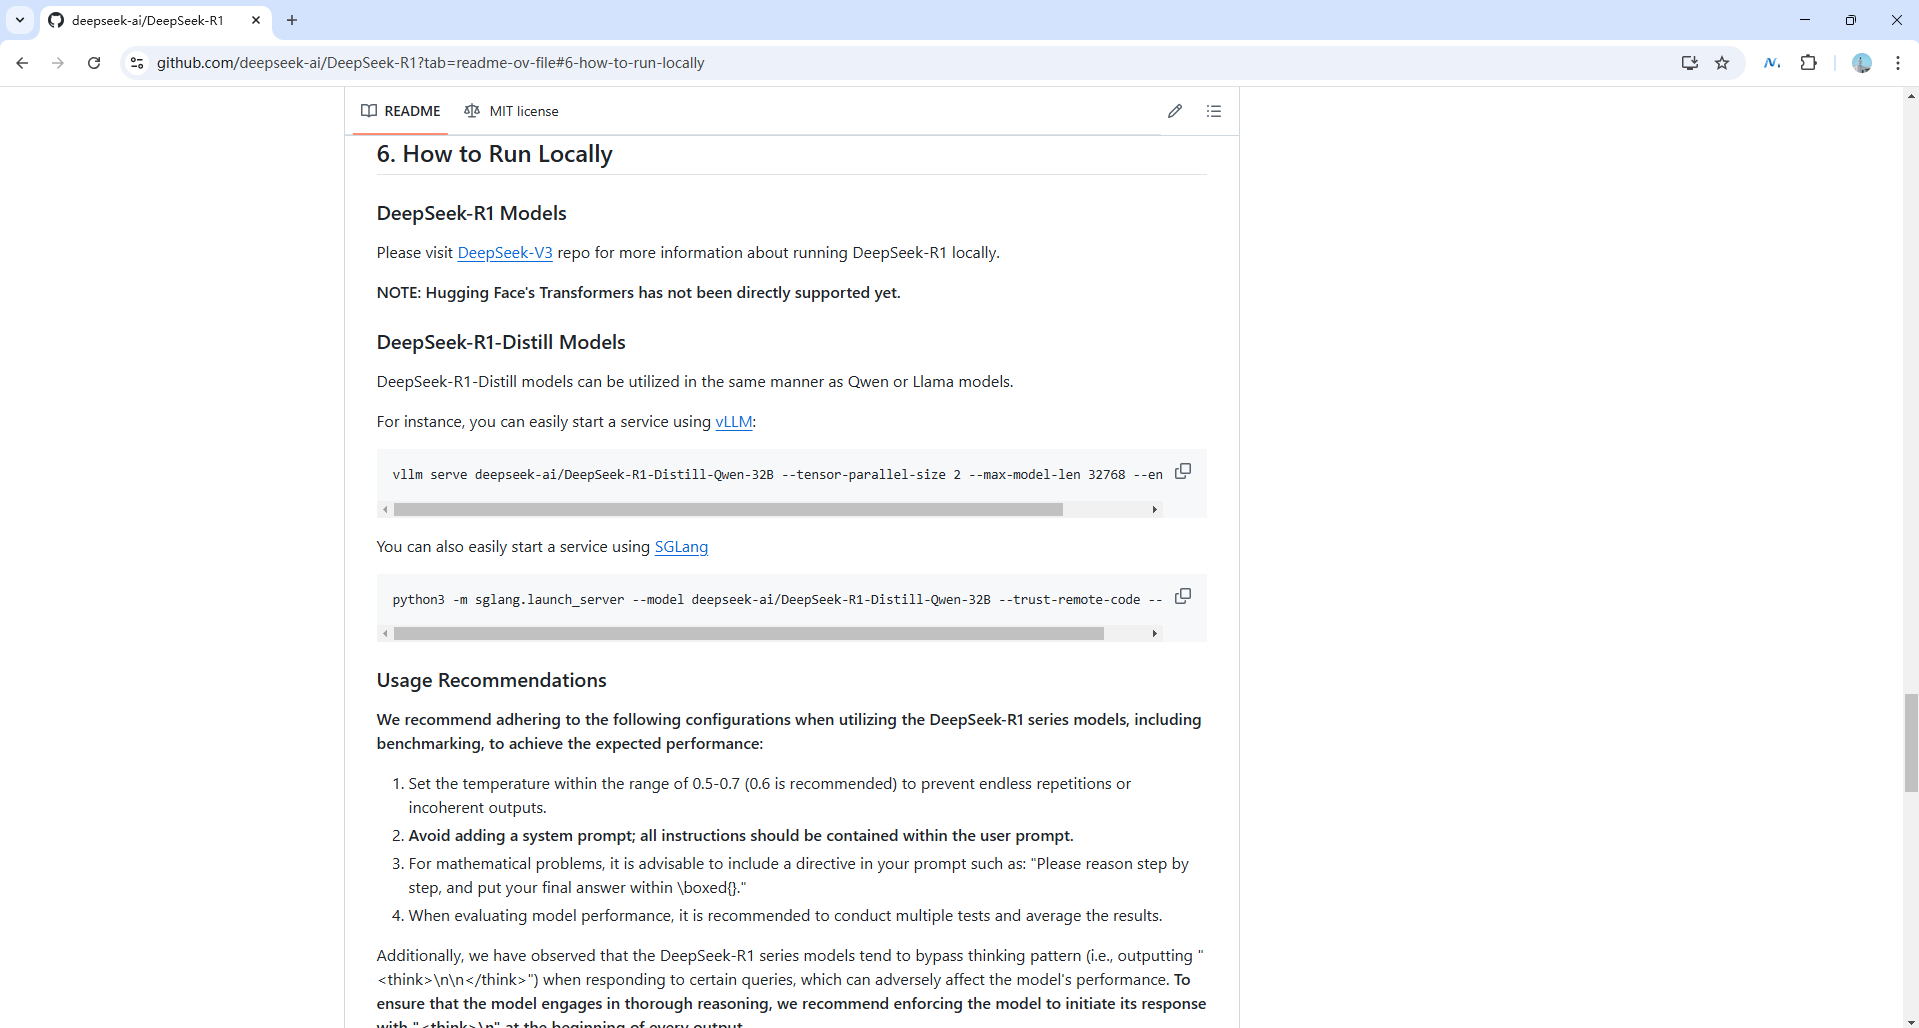 deepseek-ai/DeepSeek-R1
github.com/deepseek-ai/DeepSeek-R1?tab=readme-ov-file#6-how-to-run-locally
README
MIT license
6. How to Run Locally
DeepSeek-R1 Models
Please visit DeepSeek-V3 repo for more information about running DeepSeek-R1 locally.
NOTE: Hugging Face's Transformers has not been directly supported yet.
DeepSeek-R1-Distill Models
DeepSeek-R1-Distill models can be utilized in the same manner as Qwen or Llama models.
For instance, you can easily start a service using vLLM:
vllm serve deepseek-ai/DeepSeek-R1-Distill-Qwen-32B --tensor-parallel-size 2 --max-model-len 32768 --en
You can also easily start a service using SGLang
python3 -m sglang.launch_server --model deepseek-ai/DeepSeek-R1-Distill-Qwen-32B --trust-remote-code --
Usage Recommendations
We recommend adhering to the following configurations when utilizing the DeepSeek-R1 series models, including
benchmarking, to achieve the expected performance:
1. Set the temperature within the range of 0.5-0.7 (0.6 is recommended) to prevent endless repetitions or
incoherent outputs.
2. Avoid adding a system prompt; all instructions should be contained within the user prompt.
3. For mathematical problems, it is advisable to include a directive in your prompt such as: "Please reason step by
step, and put your final answer within \boxed{}."
4. When evaluating model performance, it is recommended to conduct multiple tests and average the results.
Additionally, we have observed that the DeepSeek-R1 series models tend to bypass thinking pattern (i.e., outputting "
<think>\n\n</think>") when responding to certain queries, which can adversely affect the model's performance. To
ensure that the model engages in thorough reasoning, we recommend enforcing the model to initiate its response
with "<think>\n" at the beginning of every output.